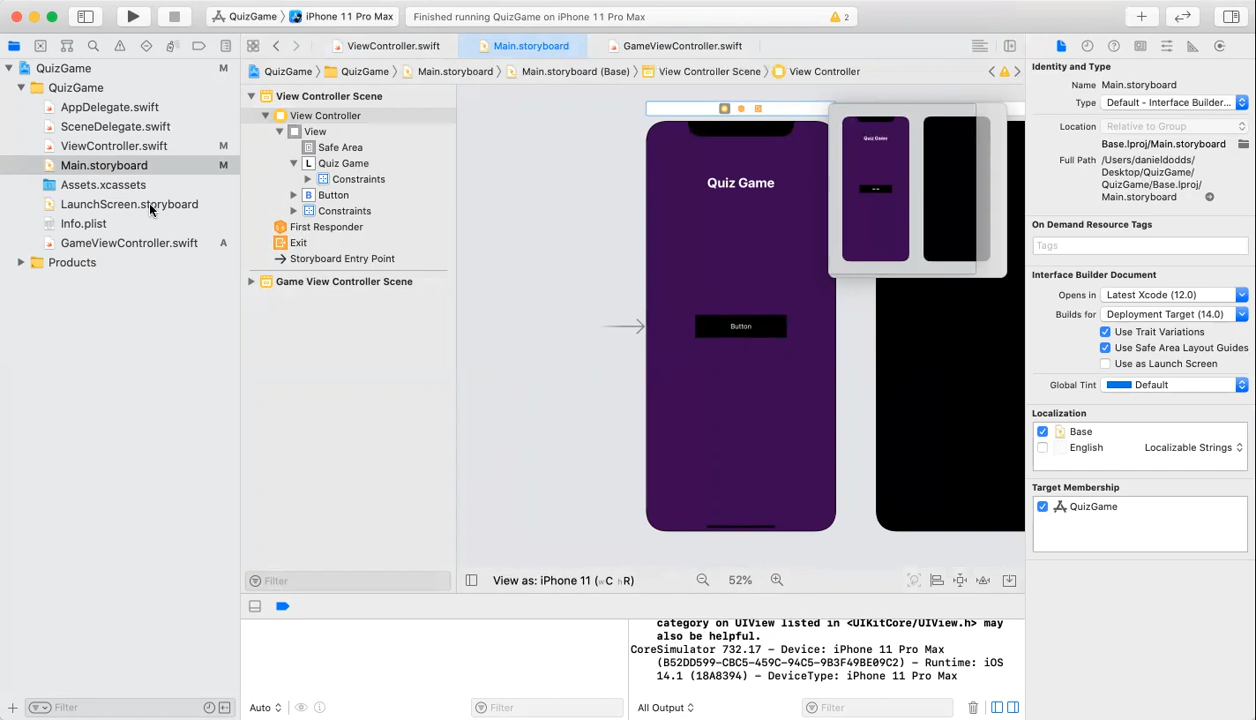 QuizGame
iPhone 11 Pro Max
Finished running QuizGame on iPhone 11 Pro Max
2
ViewController.swift
Main.storyboard
GameViewController.swift
QuizGame
M
QuizGame
AppDelegate.swift
SceneDelegate.swift
ViewController.swift
M
Main.storyboard
M
Assets.xcassets
LaunchScreen.storyboard
Info.plist
GameViewController.swift
A
Products
Filter
QuizGame
QuizGame
Main.storyboard
Main.storyboard (Base)
View Controller Scene
View Controller
View Controller Scene
View Controller
View
Safe Area
L Quiz Game
Constraints
B Button
Constraints
First Responder
Exit
Storyboard Entry Point
Game View Controller Scene
Filter
Quiz Game
Button
Quiz Game
View as: iPhone 11 (wC hR)
52%
Auto
Filter
category on UIView listed in <UIKitCore/UIView.h> may
also be helpful.
CoreSimulator 732.17 - Device: iPhone 11 Pro Max
(B52DD599-CBC5-459C-94C5-9B3F49BE09C2) - Runtime: iOS
14.1 (18A8394) - DeviceType: iPhone 11 Pro Max
All Output
Filter
Identity and Type
Name Main.storyboard
Type Default - Interface Builder...
Location Relative to Group
Base.lproj/Main.storyboard
Full Path /Users/danieldodds/
Desktop/QuizGame/
QuizGame/Base.lproj/
Main.storyboard
On Demand Resource Tags
Tags
Interface Builder Document
Opens in Latest Xcode (12.0)
Builds for Deployment Target (14.0)
Use Trait Variations
Use Safe Area Layout Guides
Use as Launch Screen
Global Tint Default
Localization
Base
English Localizable Strings
Target Membership
QuizGame